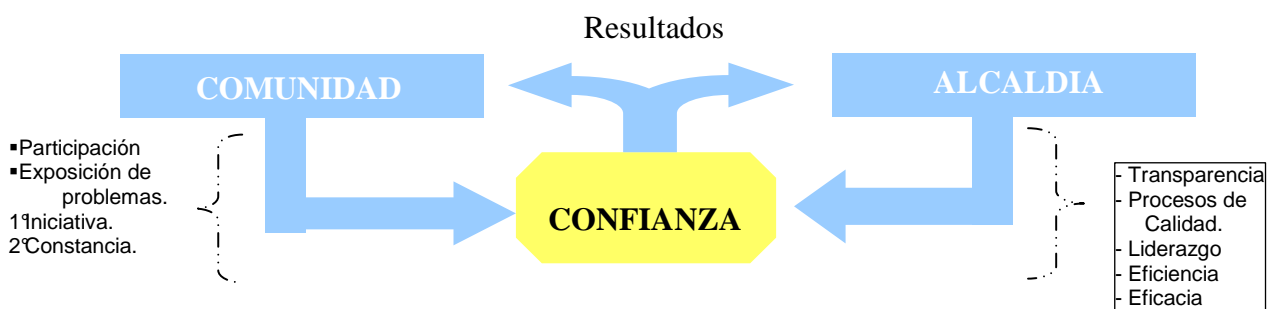 Resultados
COMUNIDAD
ALCALDIA
▪Participación
▪Exposición de
problemas.
1°Iniciativa.
2°Constancia.
CONFIANZA
- Transparencia
- Procesos de
Calidad.
- Liderazgo
- Eficiencia
- Eficacia